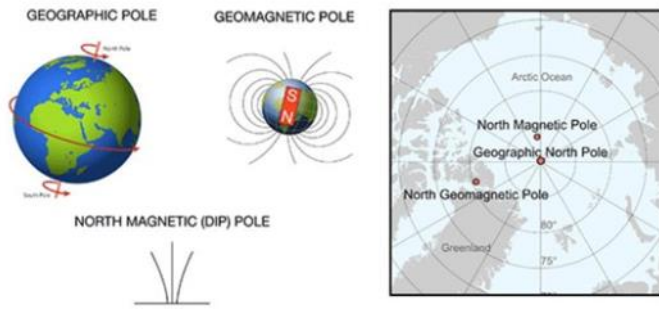 GEOGRAPHIC POLE
North Pole
South Pole
GEOMAGNETIC POLE
S
N
NORTH MAGNETIC (DIP) POLE
Arctic Ocean
North Magnetic Pole
Geographic North Pole
North Geomagnetic Pole
80°
Greenland
75°